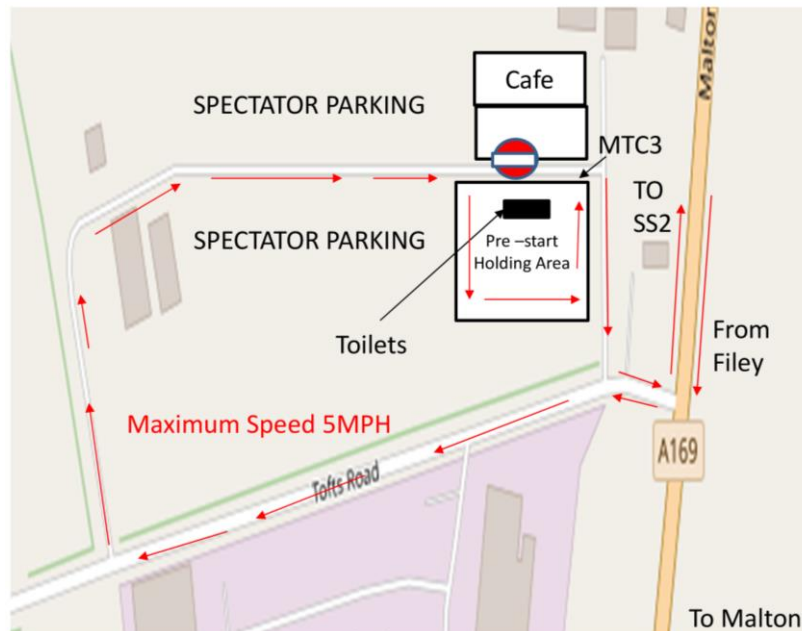 Malton
Cafe
SPECTATOR PARKING
MTC3
TO
SS2
SPECTATOR PARKING
Pre –start
Holding Area
Toilets
From
Filey
Maximum Speed 5MPH
A169
Tofts Road
To Malton